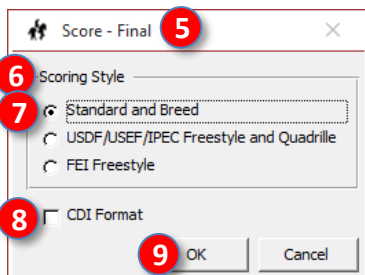 Score - Final 5
6 Scoring Style
7 Standard and Breed
USDF/USEF/IPEC Freestyle and Quadrille
FEI Freestyle
8 CDI Format
9 OK Cancel